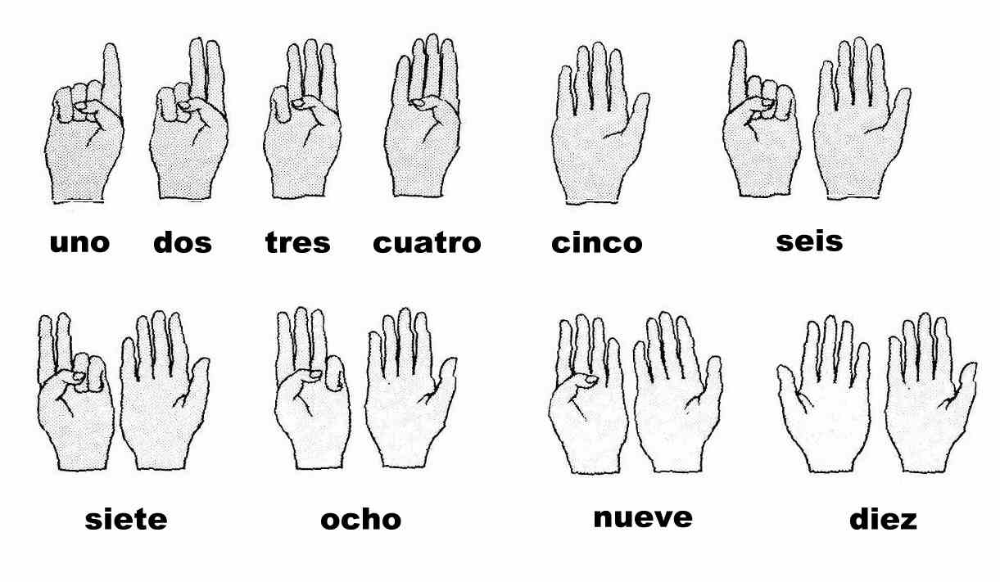 uno dos tres cuatro cinco seis
siete ocho nueve diez